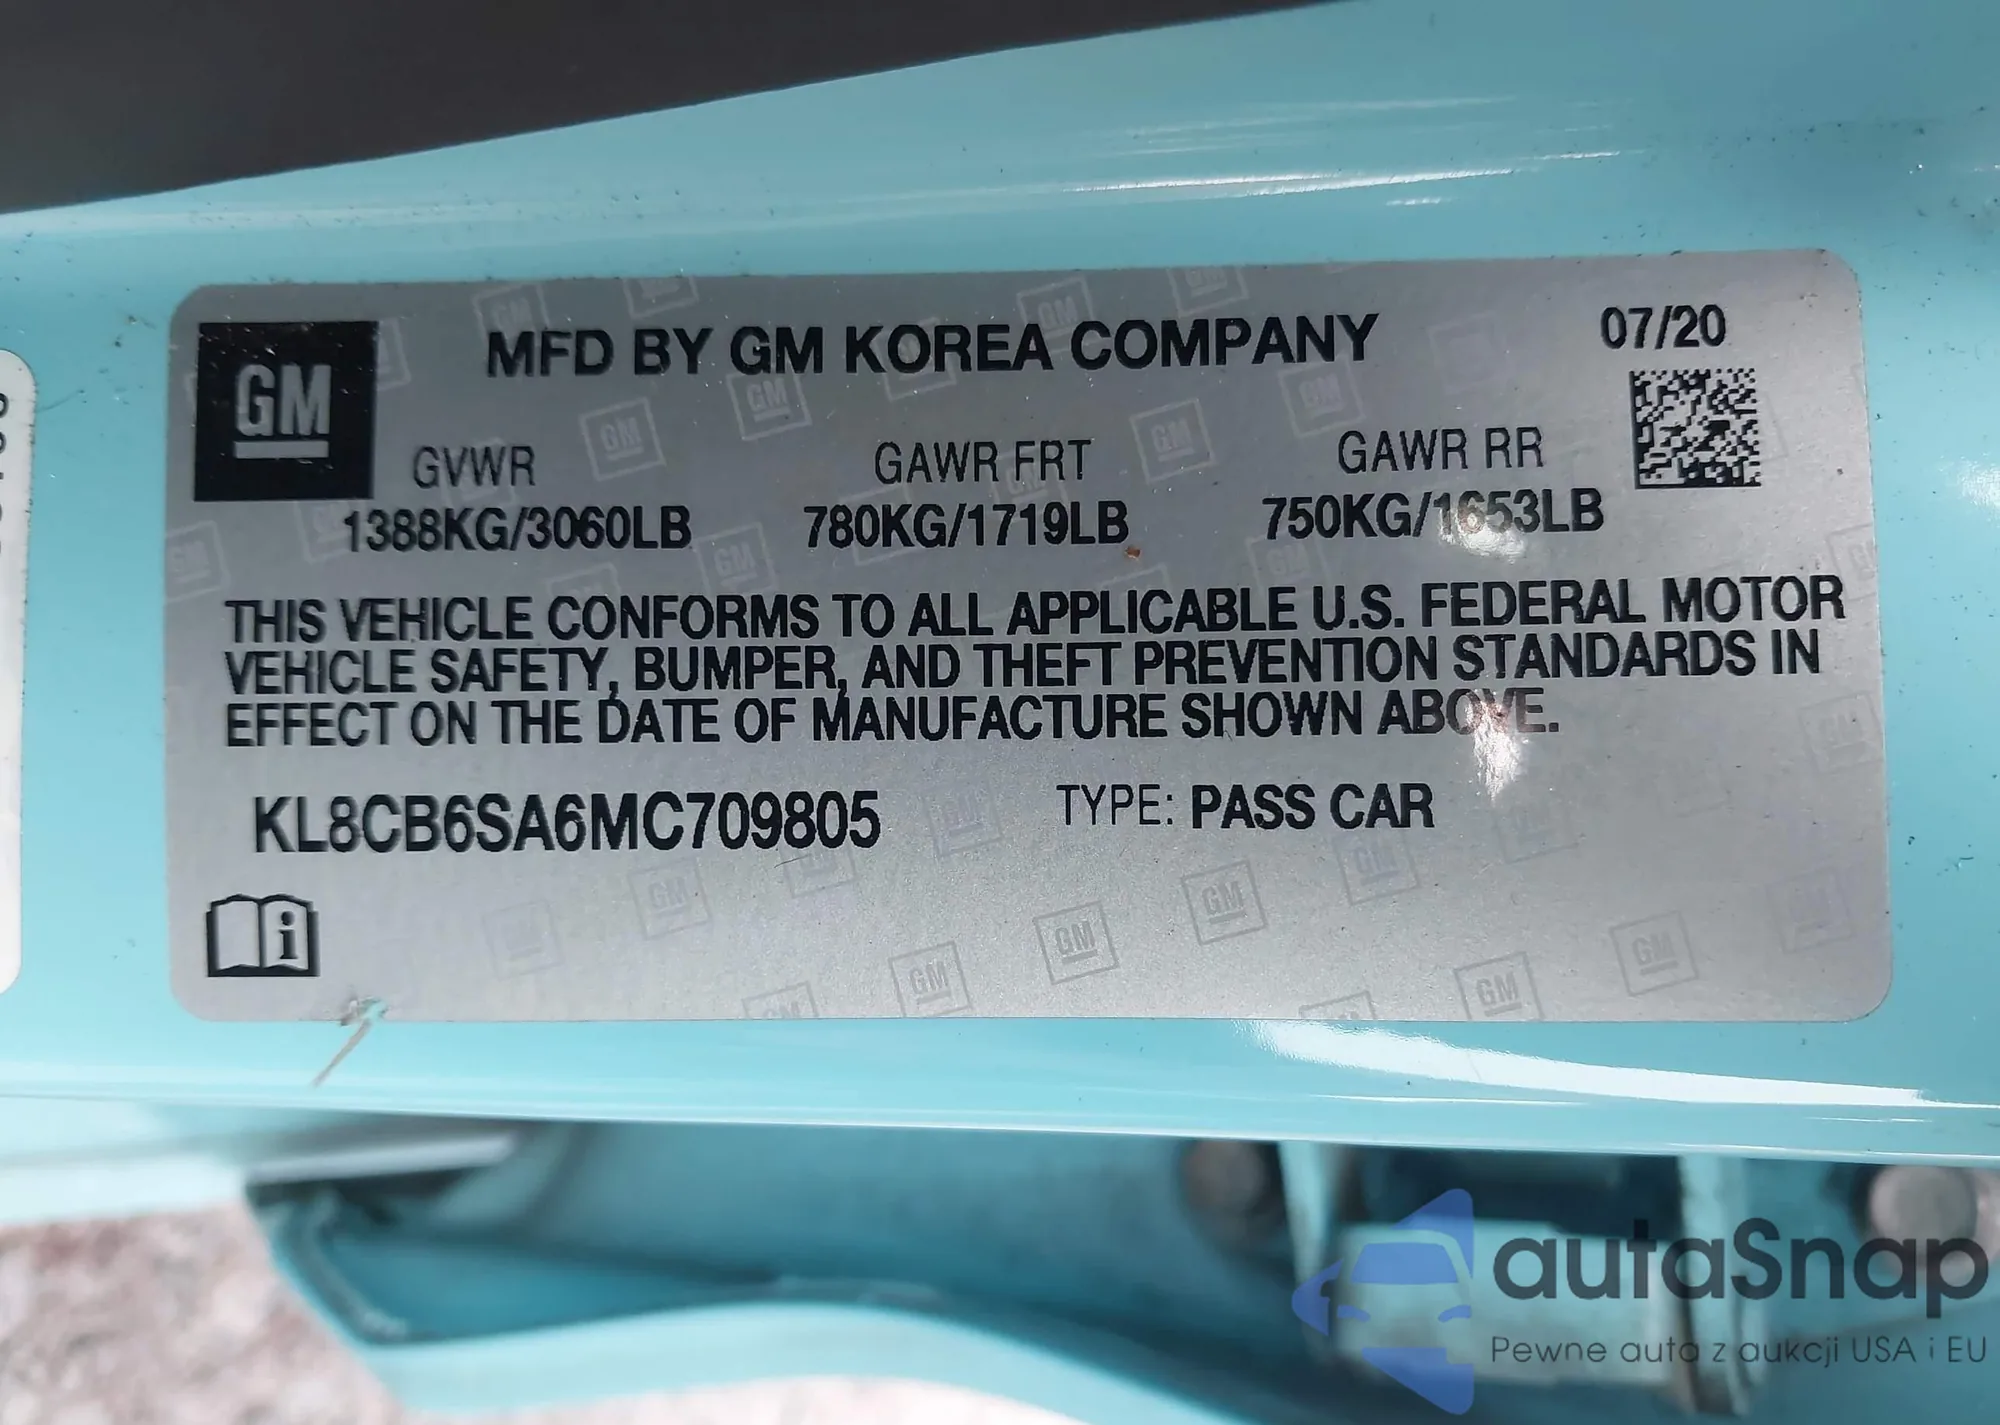 GM
MFD BY GM KOREA COMPANY
07/20
GVWR
GAWR FRT
GAWR RR
1388KG/3060LB
780KG/1719LB
750KG/1653LB
THIS VEHICLE CONFORMS TO ALL APPLICABLE U.S. FEDERAL MOTOR
VEHICLE SAFETY, BUMPER, AND THEFT PREVENTION STANDARDS IN
EFFECT ON THE DATE OF MANUFACTURE SHOWN ABOVE.
KL8CB6SA6MC709805
TYPE: PASS CAR
i
autaSnap
Pewne auta z aukcji USA i EU